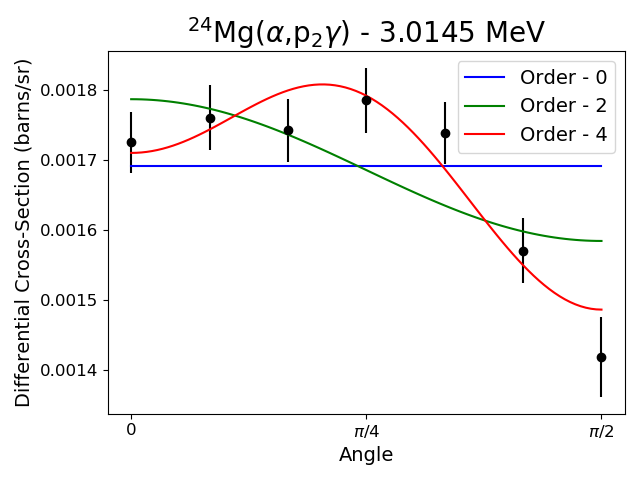 ²⁴Mg(α,p₂γ) - 3.0145 MeV
Differential Cross-Section (barns/sr)
0.0018
0.0017
0.0016
0.0015
0.0014
Order - 0
Order - 2
Order - 4
0
π/4
π/2
Angle